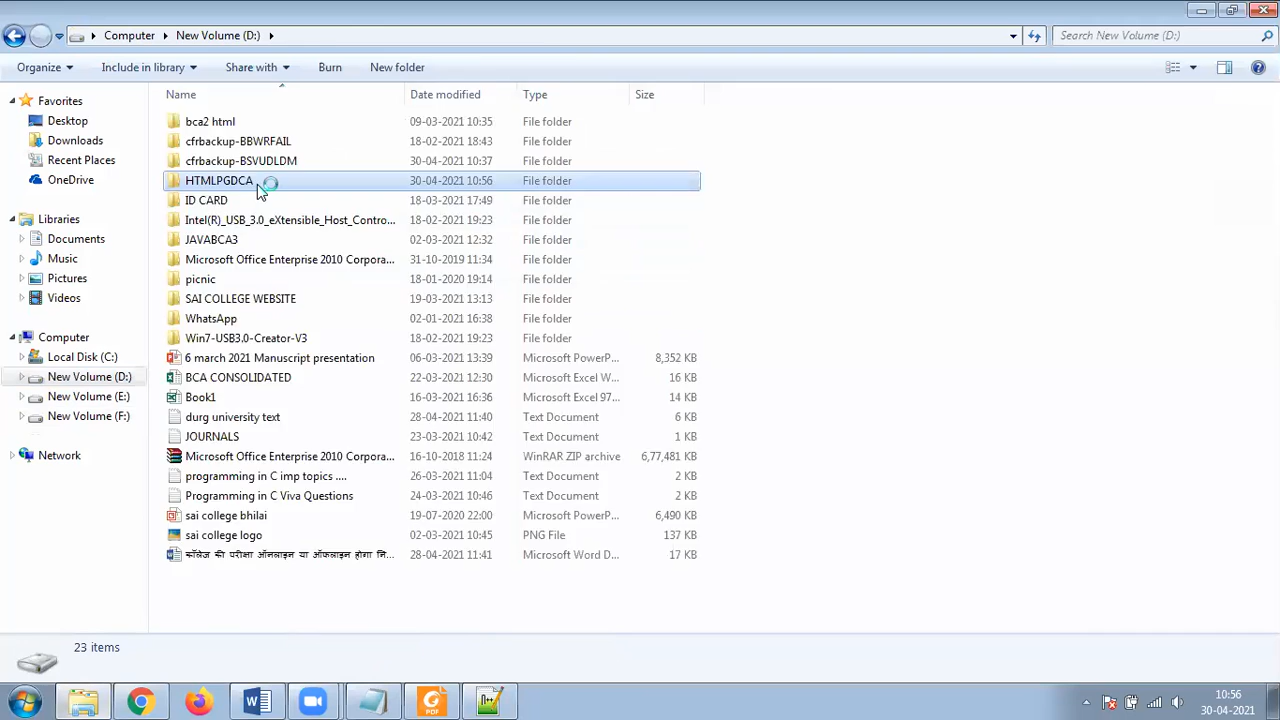 Computer
New Volume (D:)
Search New Volume (D:)
Organize
Include in library
Share with
Burn
New folder
Name
Date modified
Type
Size
Favorites
Desktop
Downloads
Recent Places
OneDrive
Libraries
Documents
Music
Pictures
Videos
Computer
Local Disk (C:)
New Volume (D:)
New Volume (E:)
New Volume (F:)
Network
bca2 html 09-03-2021 10:35 File folder
cfrbackup-BBWRFAIL 18-02-2021 18:43 File folder
cfrbackup-BSVUDLDM 30-04-2021 10:37 File folder
HTMLPGDCA 30-04-2021 10:56 File folder
ID CARD 18-03-2021 17:49 File folder
Intel(R)_USB_3.0_eXtensible_Host_Contro... 18-02-2021 19:23 File folder
JAVABCA3 02-03-2021 12:32 File folder
Microsoft Office Enterprise 2010 Corpora... 31-10-2019 11:34 File folder
picnic 18-01-2020 19:14 File folder
SAI COLLEGE WEBSITE 19-03-2021 13:13 File folder
WhatsApp 02-01-2021 16:38 File folder
Win7-USB3.0-Creator-V3 18-02-2021 19:23 File folder
6 march 2021 Manuscript presentation 06-03-2021 13:39 Microsoft PowerP... 8,352 KB
BCA CONSOLIDATED 22-03-2021 12:30 Microsoft Excel W... 16 KB
Book1 16-03-2021 16:36 Microsoft Excel 97... 14 KB
durg university text 28-04-2021 11:40 Text Document 6 KB
JOURNALS 23-03-2021 10:42 Text Document 1 KB
Microsoft Office Enterprise 2010 Corpora... 16-10-2018 11:24 WinRAR ZIP archive 6,77,481 KB
programming in C imp topics .... 26-03-2021 11:04 Text Document 2 KB
Programming in C Viva Questions 24-03-2021 10:46 Text Document 2 KB
sai college bhilai 19-07-2020 22:00 Microsoft PowerP... 6,490 KB
sai college logo 02-03-2021 10:45 PNG File 137 KB
कॉलेज की परीक्षा ऑनलाइन या ऑफलाइन होगा नि... 28-04-2021 11:41 Microsoft Word D... 17 KB
23 items
PDF
10:56
30-04-2021